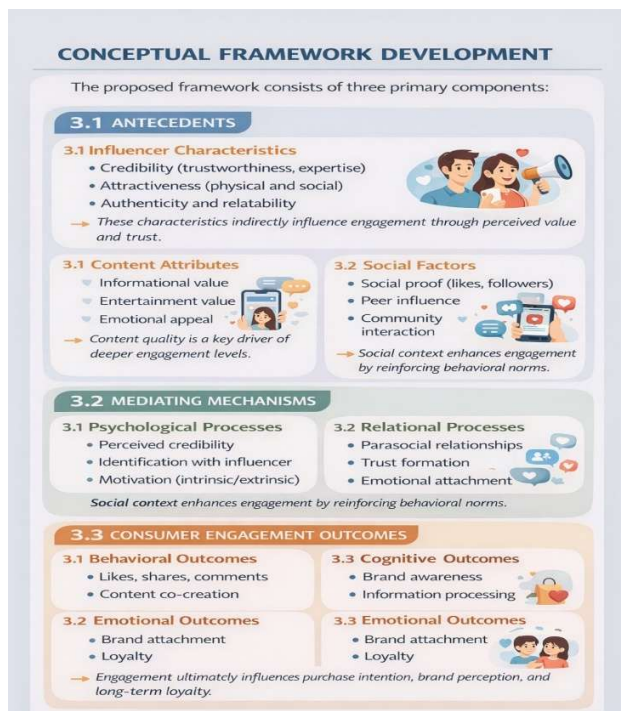 CONCEPTUAL FRAMEWORK DEVELOPMENT
The proposed framework consists of three primary components:
3.1 ANTECEDENTS
3.1 Influencer Characteristics
• Credibility (trustworthiness, expertise)
• Attractiveness (physical and social)
• Authenticity and relatability
→ These characteristics indirectly influence engagement through perceived value
and trust.
3.1 Content Attributes
Informational value
Entertainment value
Emotional appeal
→ Content quality is a key driver of
deeper engagement levels.
3.2 Social Factors
• Social proof (likes, followers)
• Peer influence
• Community
interaction
→ Social context enhances engagement
by reinforcing behavioral norms.
3.2 MEDIATING MECHANISMS
3.1 Psychological Processes
• Perceived credibility
• Identification with influencer
• Motivation (intrinsic/extrinsic)
3.2 Relational Processes
• Parasocial relationships
• Trust formation
• Emotional attachment
Social context enhances engagement by reinforcing behavioral norms.
3.3 CONSUMER ENGAGEMENT OUTCOMES
3.1 Behavioral Outcomes
• Likes, shares, comments
• Content co-creation
3.3 Cognitive Outcomes
• Brand awareness
• Information processing
3.2 Emotional Outcomes
• Brand attachment
• Loyalty
3.3 Emotional Outcomes
• Brand attachment
• Loyalty
→ Engagement ultimatcly influences purchase intention, brand perception, and
long-term loyalty.